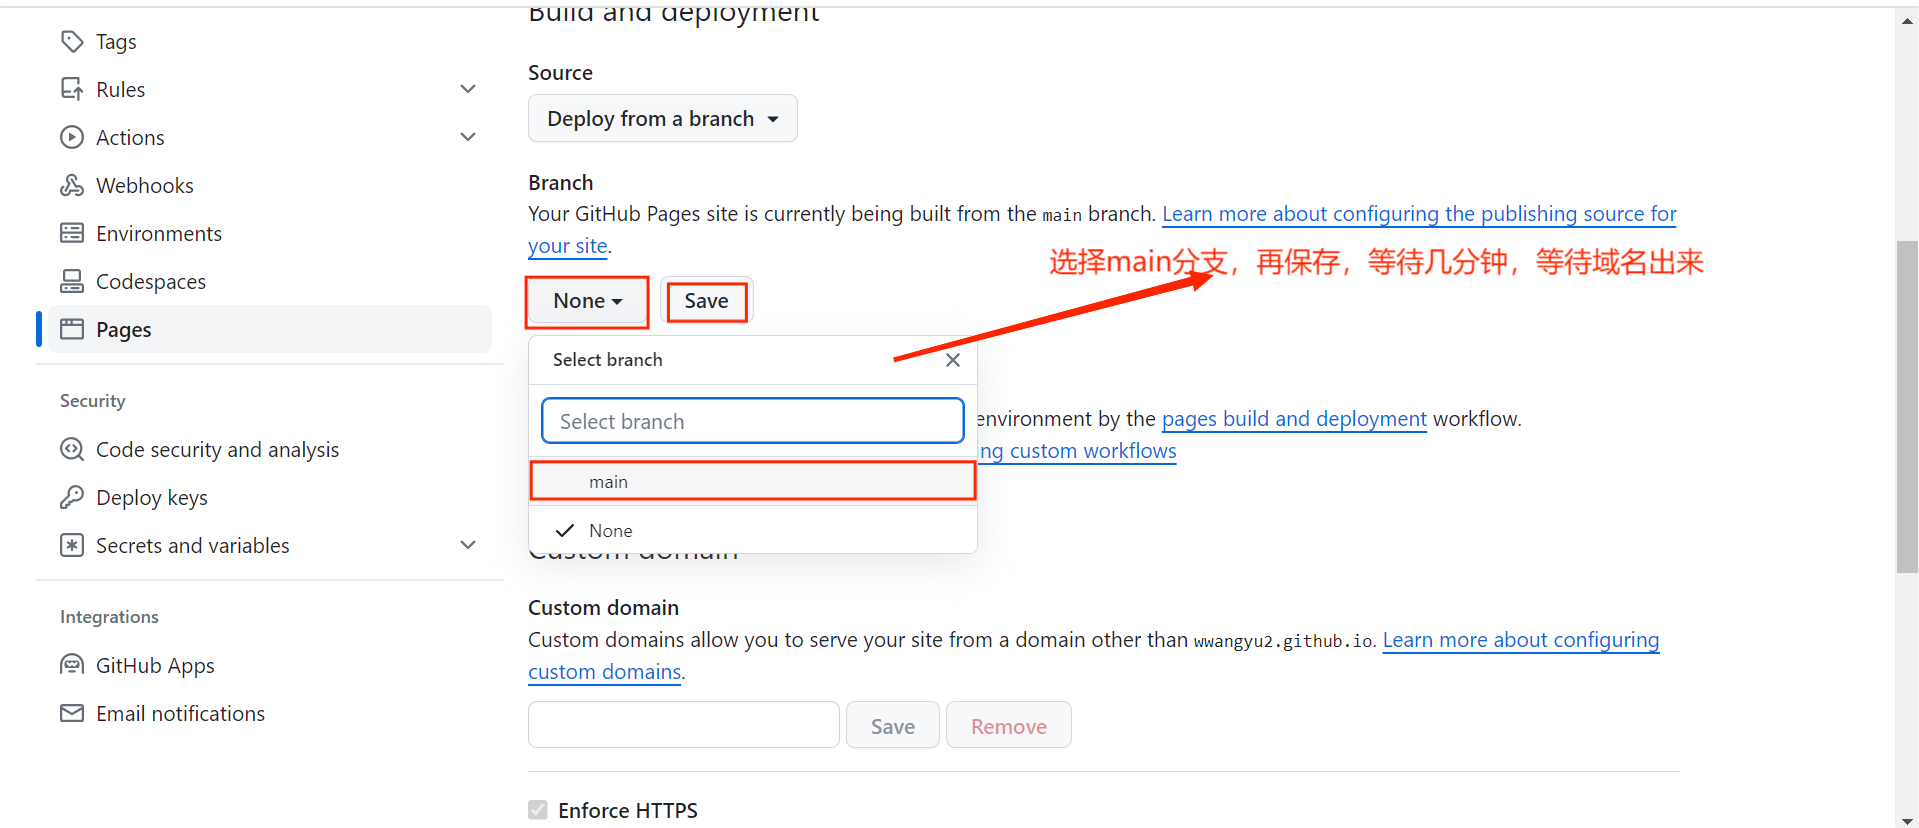 Tags
Rules
Actions
Webhooks
Environments
Codespaces
Pages
Security
Code security and analysis
Deploy keys
Secrets and variables
Integrations
GitHub Apps
Email notifications
Build and deployment
Source
Deploy from a branch
Branch
Your GitHub Pages site is currently being built from the main branch. Learn more about configuring the publishing source for
your site.
选择main分支，再保存，等待几分钟，等待域名出来
None
Save
Select branch
Select branch
environment by the pages build and deployment workflow.
ng custom workflows
main
None
Custom domain
Custom domain
Custom domains allow you to serve your site from a domain other than wwangyu2.github.io. Learn more about configuring
custom domains.
Save
Remove
Enforce HTTPS